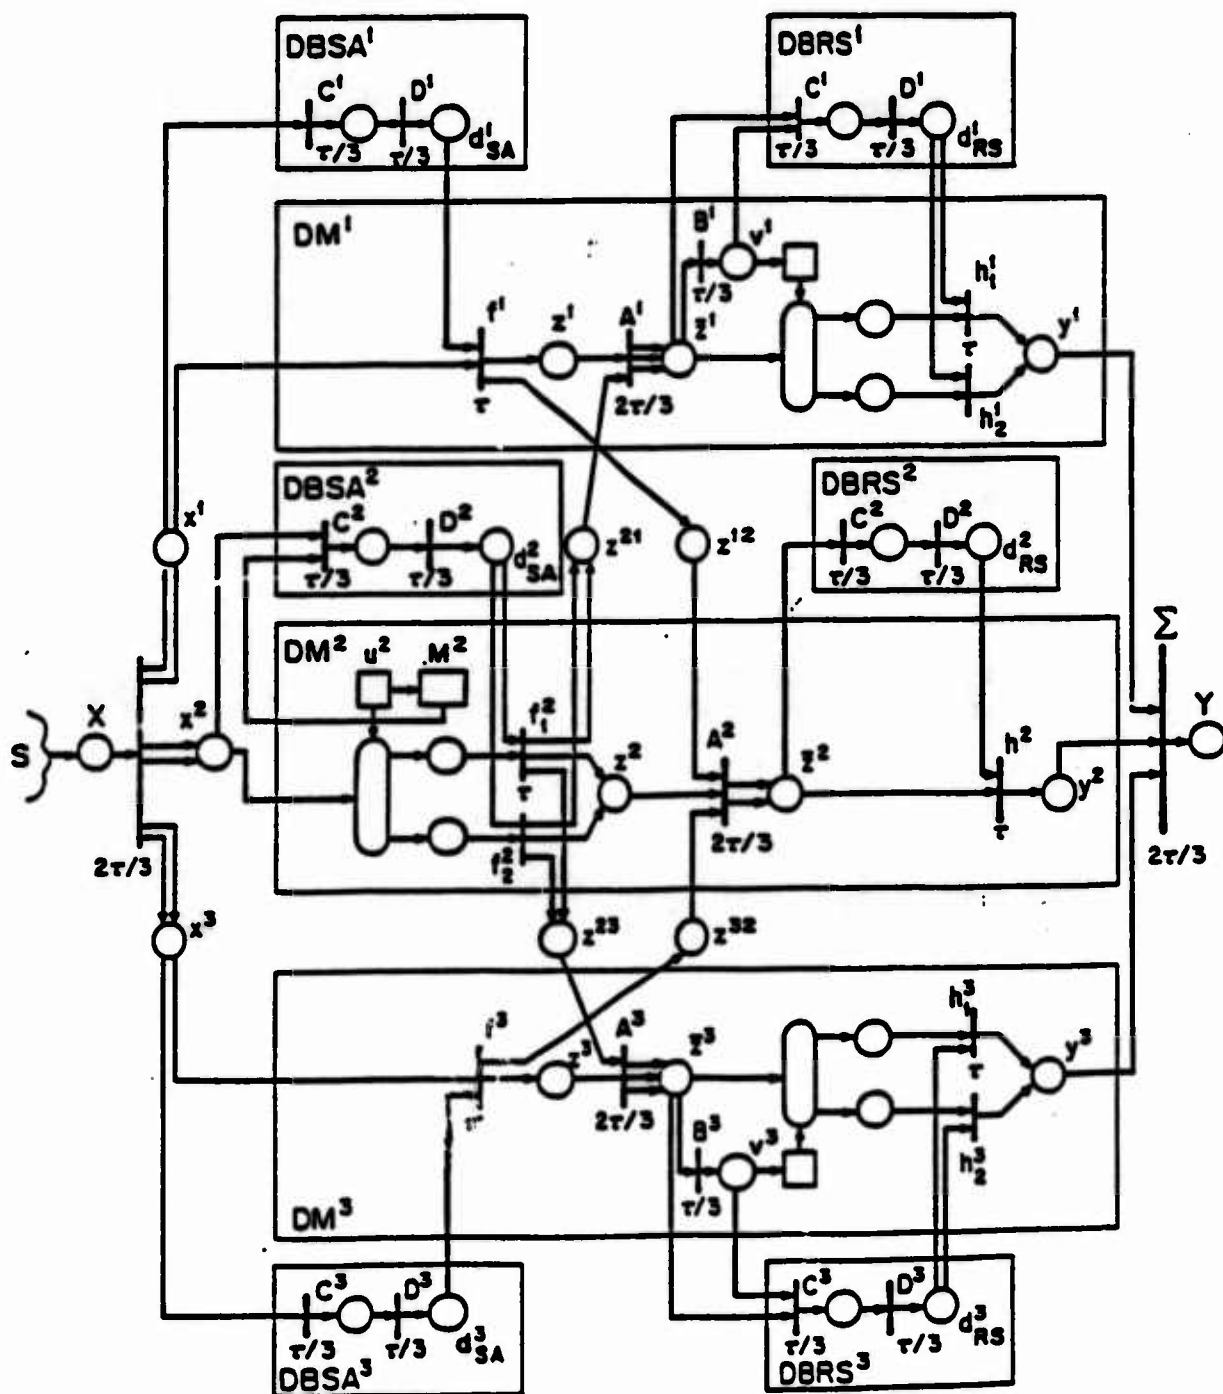 DBSA¹
C¹ D¹
τ/3 τ/3 d¹SA
DBRS¹
C¹ D¹
τ/3 τ/3 d¹RS
DM¹
f¹ z¹ A¹ z̄¹ B¹ v¹ h¹₁ y¹
τ/3
τ 2τ/3 τ
h¹₂
x¹
DBSA²
C² D²
τ/3 τ/3 d²SA
z²¹ z¹²
DBRS²
C² D²
τ/3 τ/3 d²RS
Σ
DM² u² M²
S X x² f²₁ z² A² z̄² h² y² Y
τ 2τ/3 τ
f²₂
2τ/3 2τ/3
x³ z²³ z³²
f³ z³ A³ z̄³ h³₁ y³
2τ/3 τ
B³ v³ h³₂
τ/3
DM³
C³ D³
τ/3 τ/3 d³SA
DBSA³
C³ D³
τ/3 τ/3 d³RS
DBRS³